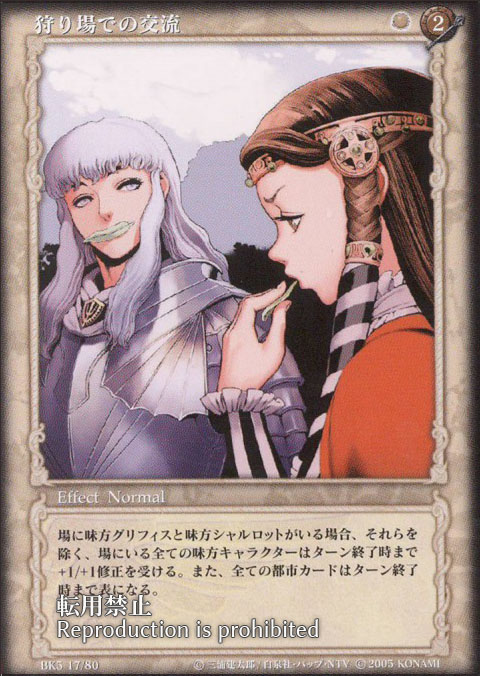 狩り場での交流
2
Effect Normal
場に味方グリフィスと味方シャルロットがいる場合、それらを
除く、場にいる全ての味方キャラクターはターン終了時まで
+1/+1修正を受ける。また、全ての都市カードはターン終了
時まで表になる。
転用禁止
Reproduction is prohibited
BK5 17/80
© 三浦建太郎/白泉社・バップ/NTV © 2005 KONAMI